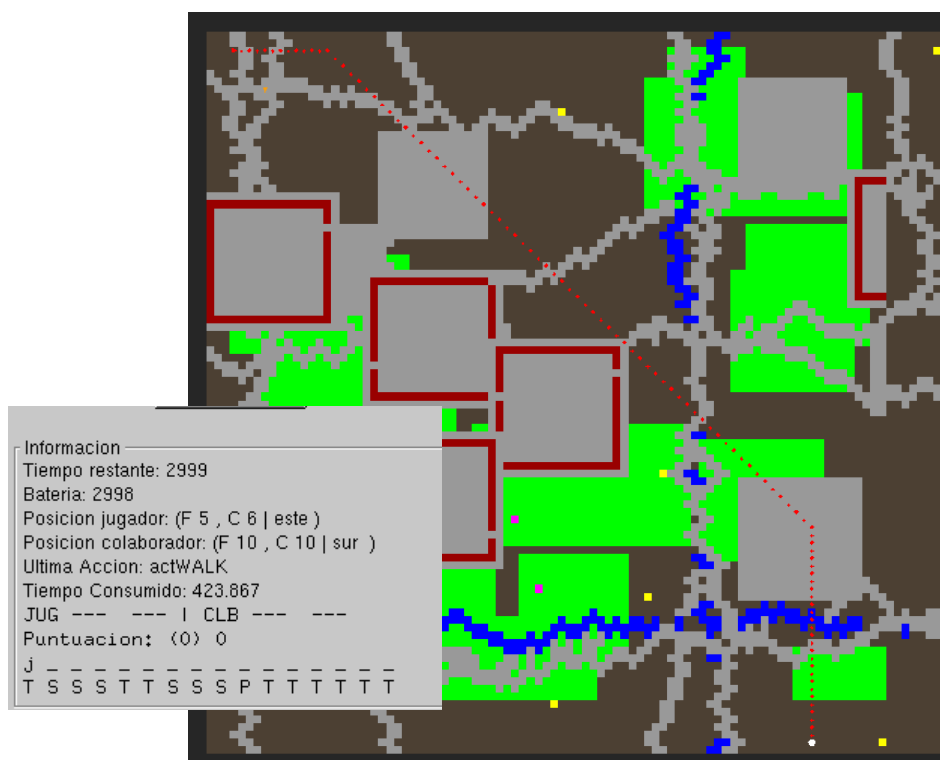 Informacion
Tiempo restante: 2999
Bateria: 2998
Posicion jugador: (F 5 , C 6 | este )
Posicion colaborador: (F 10 , C 10 | sur )
Ultima Accion: actWALK
Tiempo Consumido: 423.867
JUG --- --- | CLB --- ---
Puntuacion: (0) 0
j _ _ _ _ _ _ _ _ _ _ _ _ _ _ _
T S S S T T S S S P T T T T T T